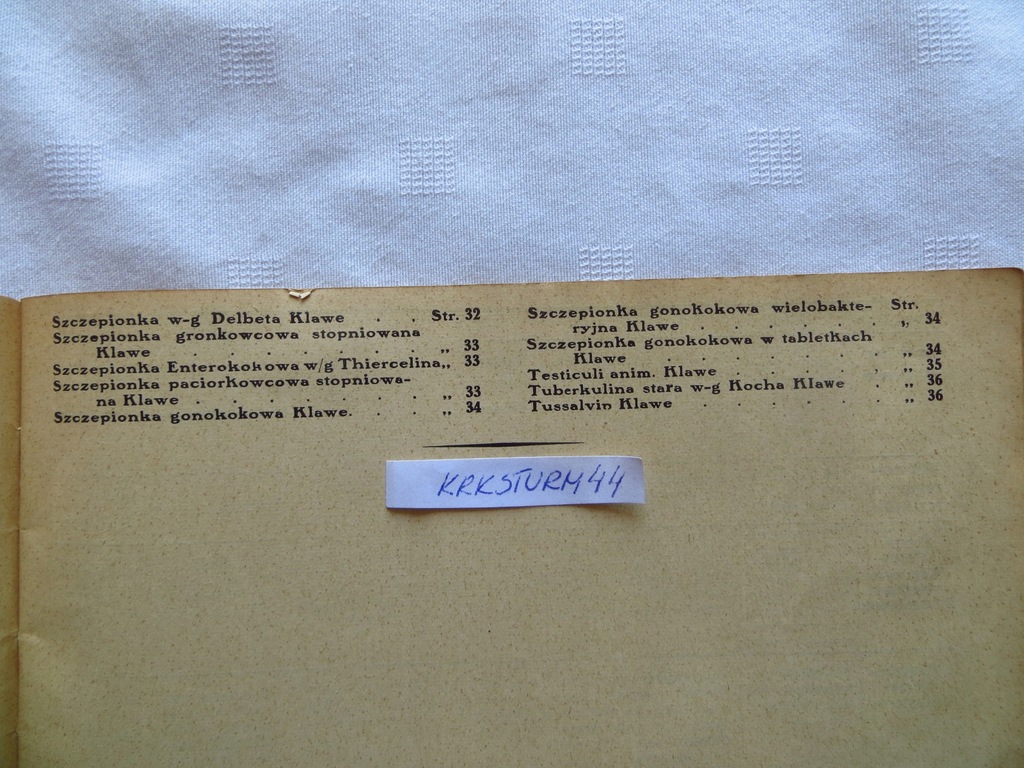 Szczepionka w-g Delbeta Klawe . . Str. 32
Szczepionka gronkowcowa stopniowana
Klawe . . . . . . . . „ 33
Szczepionka Enterokokowa w/g Thiercelina „ 33
Szczepionka paciorkowcowa stopniowa-
na Klawe . . . . . . . „ 33
Szczepionka gonokokowa Klawe. . . „ 34
Szczepionka gonokokowa wielobakte- Str.
ryjna Klawe . . . . . . „ 34
Szczepionka gonokokowa w tabletkach
Klawe . . . . . . . . „ 34
Testiculi anim. Klawe . . . . , „ 35
Tuberkulina stara w-g Kocha Klawe . „ 36
Tussalvin Klawe . . . . . . „ 36
KRKSTURM44